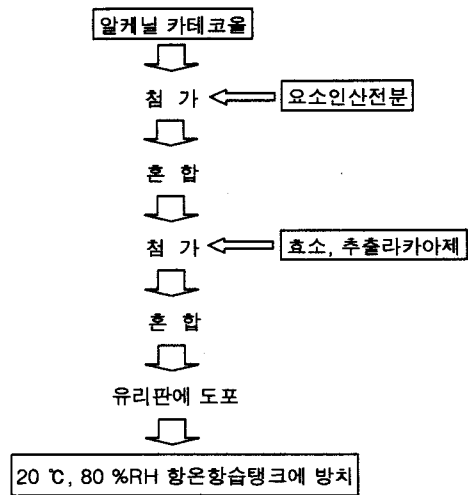 알케닐 카테코올
첨 가
요소인산전분
혼 합
첨 가
효소, 추출라카아제
혼 합
유리판에 도포
20 ℃, 80 %RH 항온항습탱크에 방치